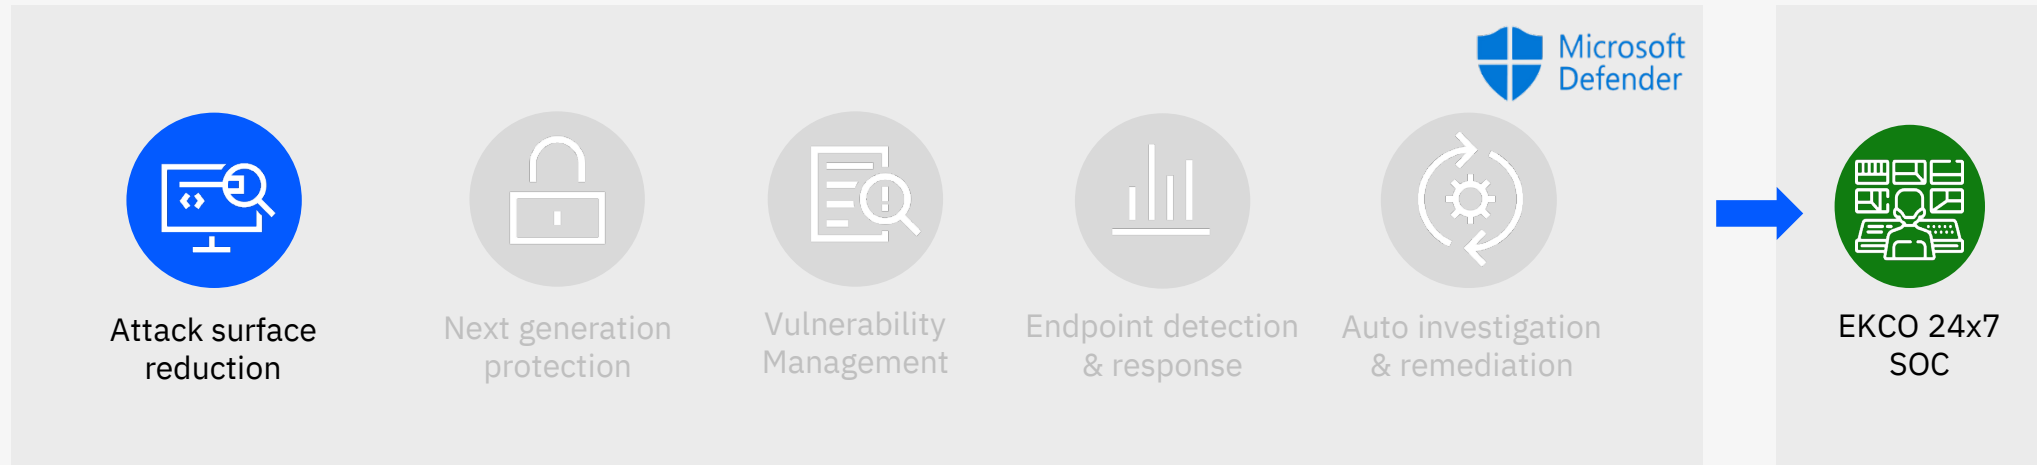 Microsoft
Defender
Attack surface
reduction
Next generation
protection
Vulnerability
Management
Endpoint detection
& response
Auto investigation
& remediation
EKCO 24x7
SOC